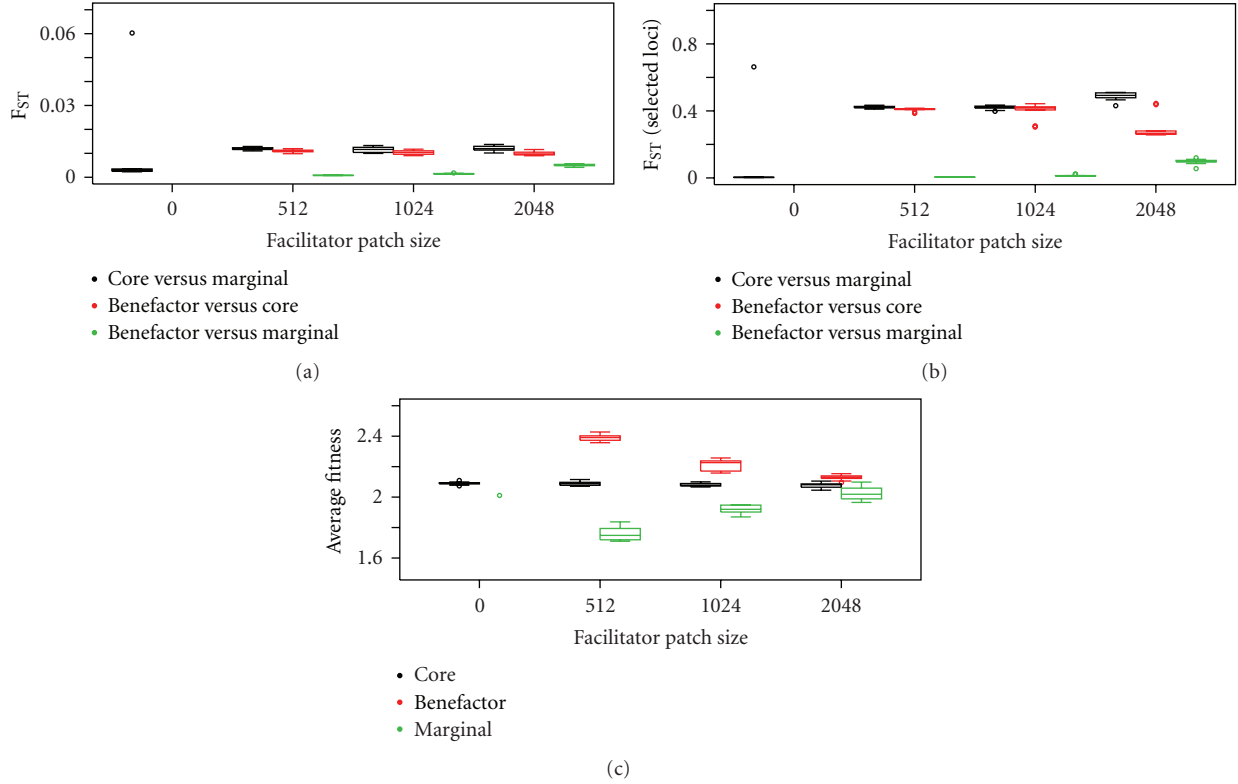 0.06
0.03
0
F_ST
0 512 1024 2048
Facilitator patch size
Core versus marginal
Benefactor versus core
Benefactor versus marginal
(a)
0.8
0.4
0
F_ST (selected loci)
0 512 1024 2048
Facilitator patch size
Core versus marginal
Benefactor versus core
Benefactor versus marginal
(b)
2.4
2
1.6
Average fitness
0 512 1024 2048
Facilitator patch size
Core
Benefactor
Marginal
(c)